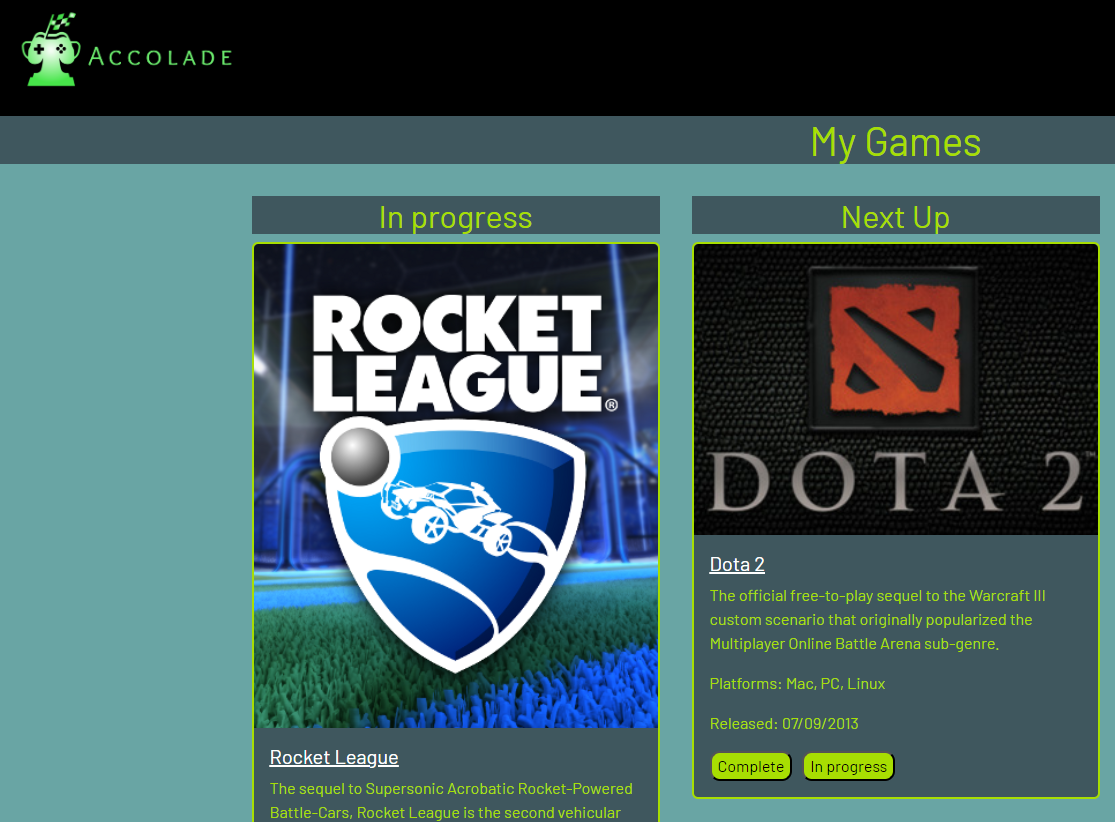 ACCOLADE
My Games
In progress
Next Up
ROCKET
LEAGUE®
DOTA 2™
Rocket League
The sequel to Supersonic Acrobatic Rocket-Powered
Battle-Cars, Rocket League is the second vehicular
Dota 2
The official free-to-play sequel to the Warcraft III
custom scenario that originally popularized the
Multiplayer Online Battle Arena sub-genre.
Platforms: Mac, PC, Linux
Released: 07/09/2013
Complete
In progress